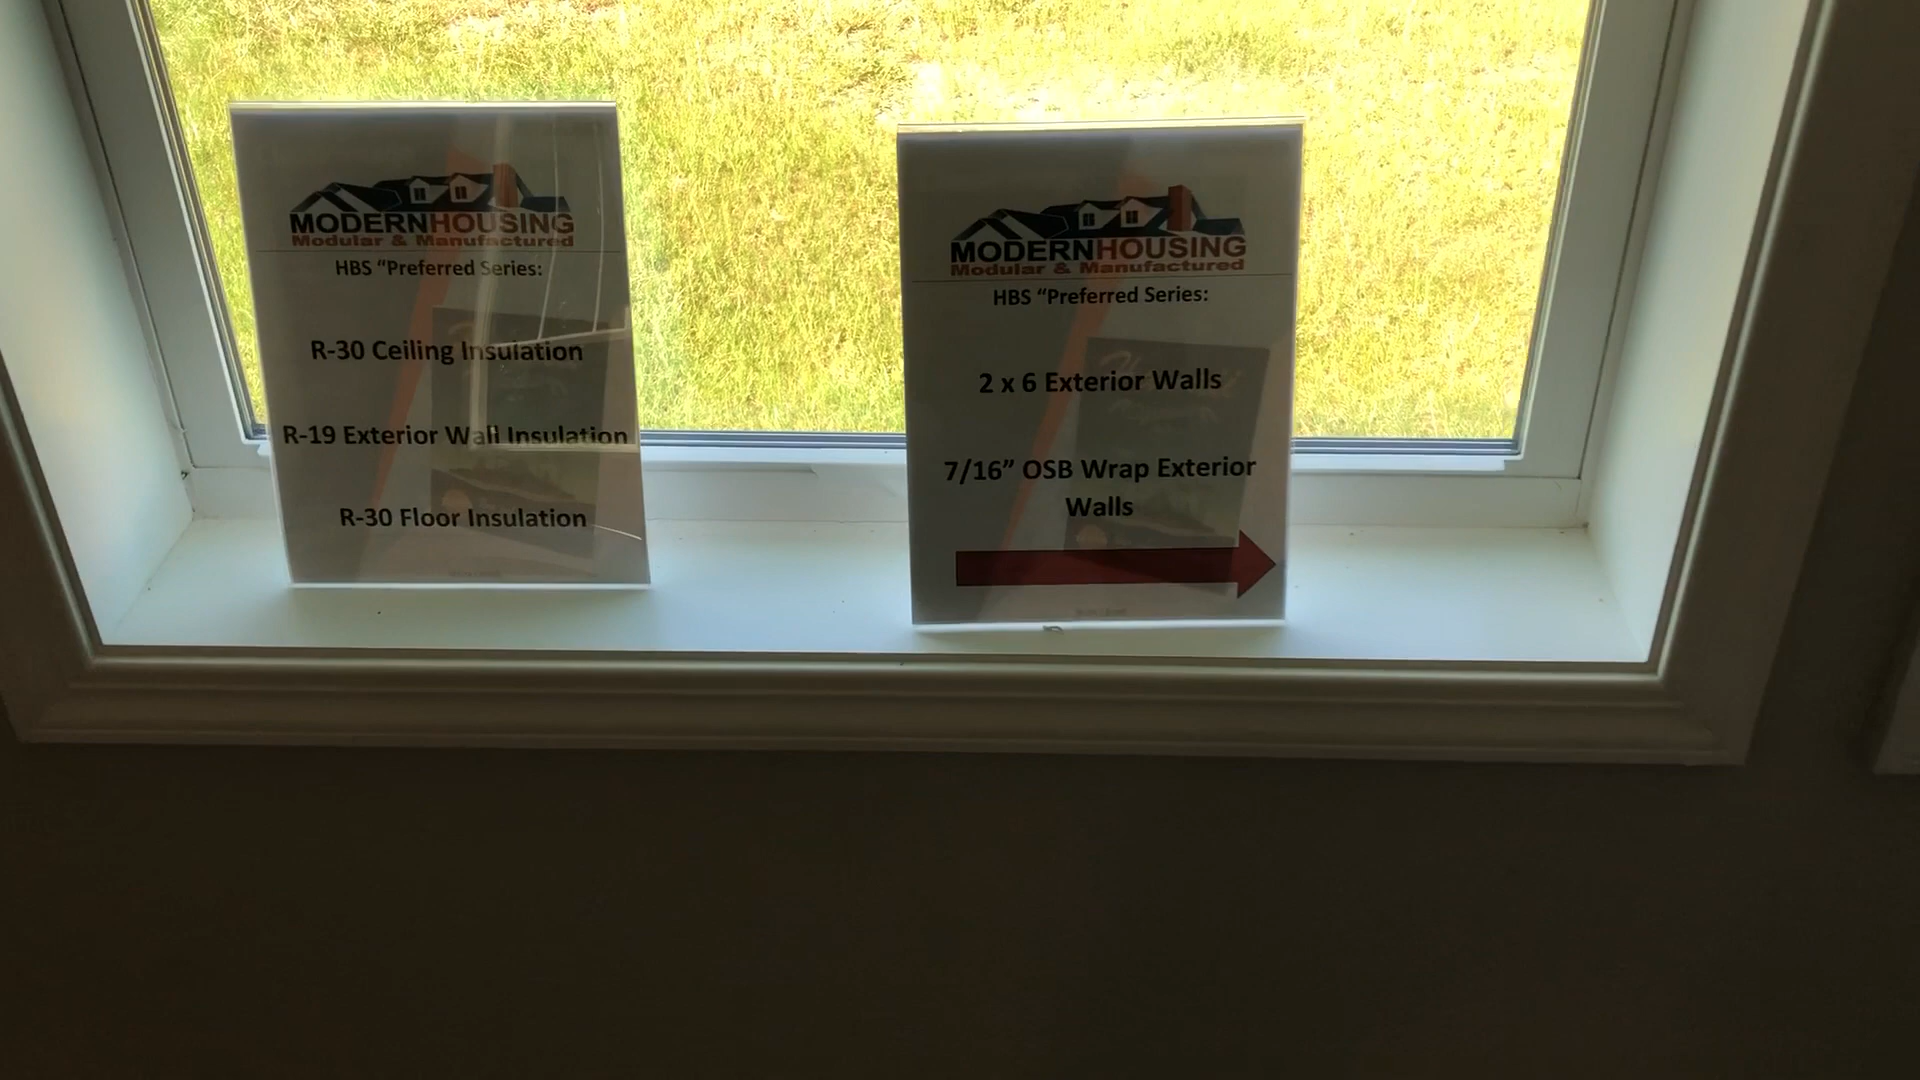 MODERNHOUSING
Modular & Manufactured
HBS “Preferred Series:
R-30 Ceiling Insulation
R-19 Exterior Wall Insulation
R-30 Floor Insulation
MODERNHOUSING
Modular & Manufactured
HBS “Preferred Series:
2 x 6 Exterior Walls
7/16” OSB Wrap Exterior
Walls